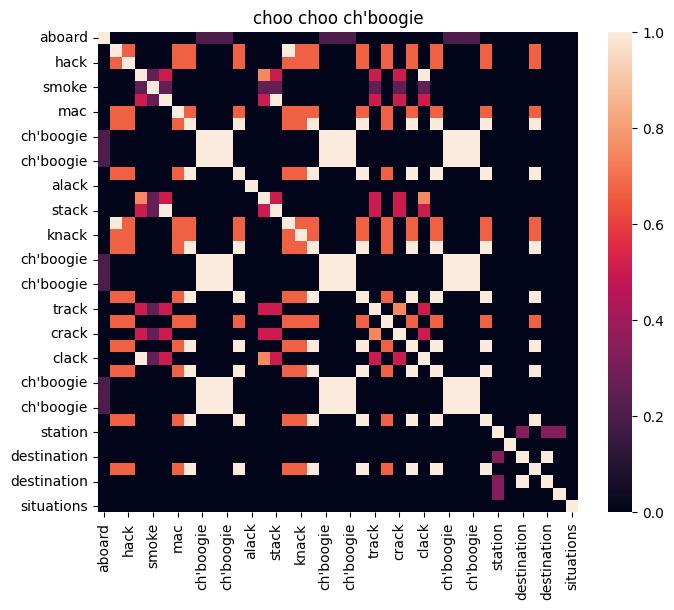 choo choo ch'boogie
aboard
hack
smoke
mac
ch'boogie
ch'boogie
alack
stack
knack
ch'boogie
ch'boogie
track
crack
clack
ch'boogie
ch'boogie
station
destination
destination
situations
1.0
0.8
0.6
0.4
0.2
0.0
aboard
hack
smoke
mac
ch'boogie
ch'boogie
alack
stack
knack
ch'boogie
ch'boogie
track
crack
clack
ch'boogie
ch'boogie
station
destination
destination
situations